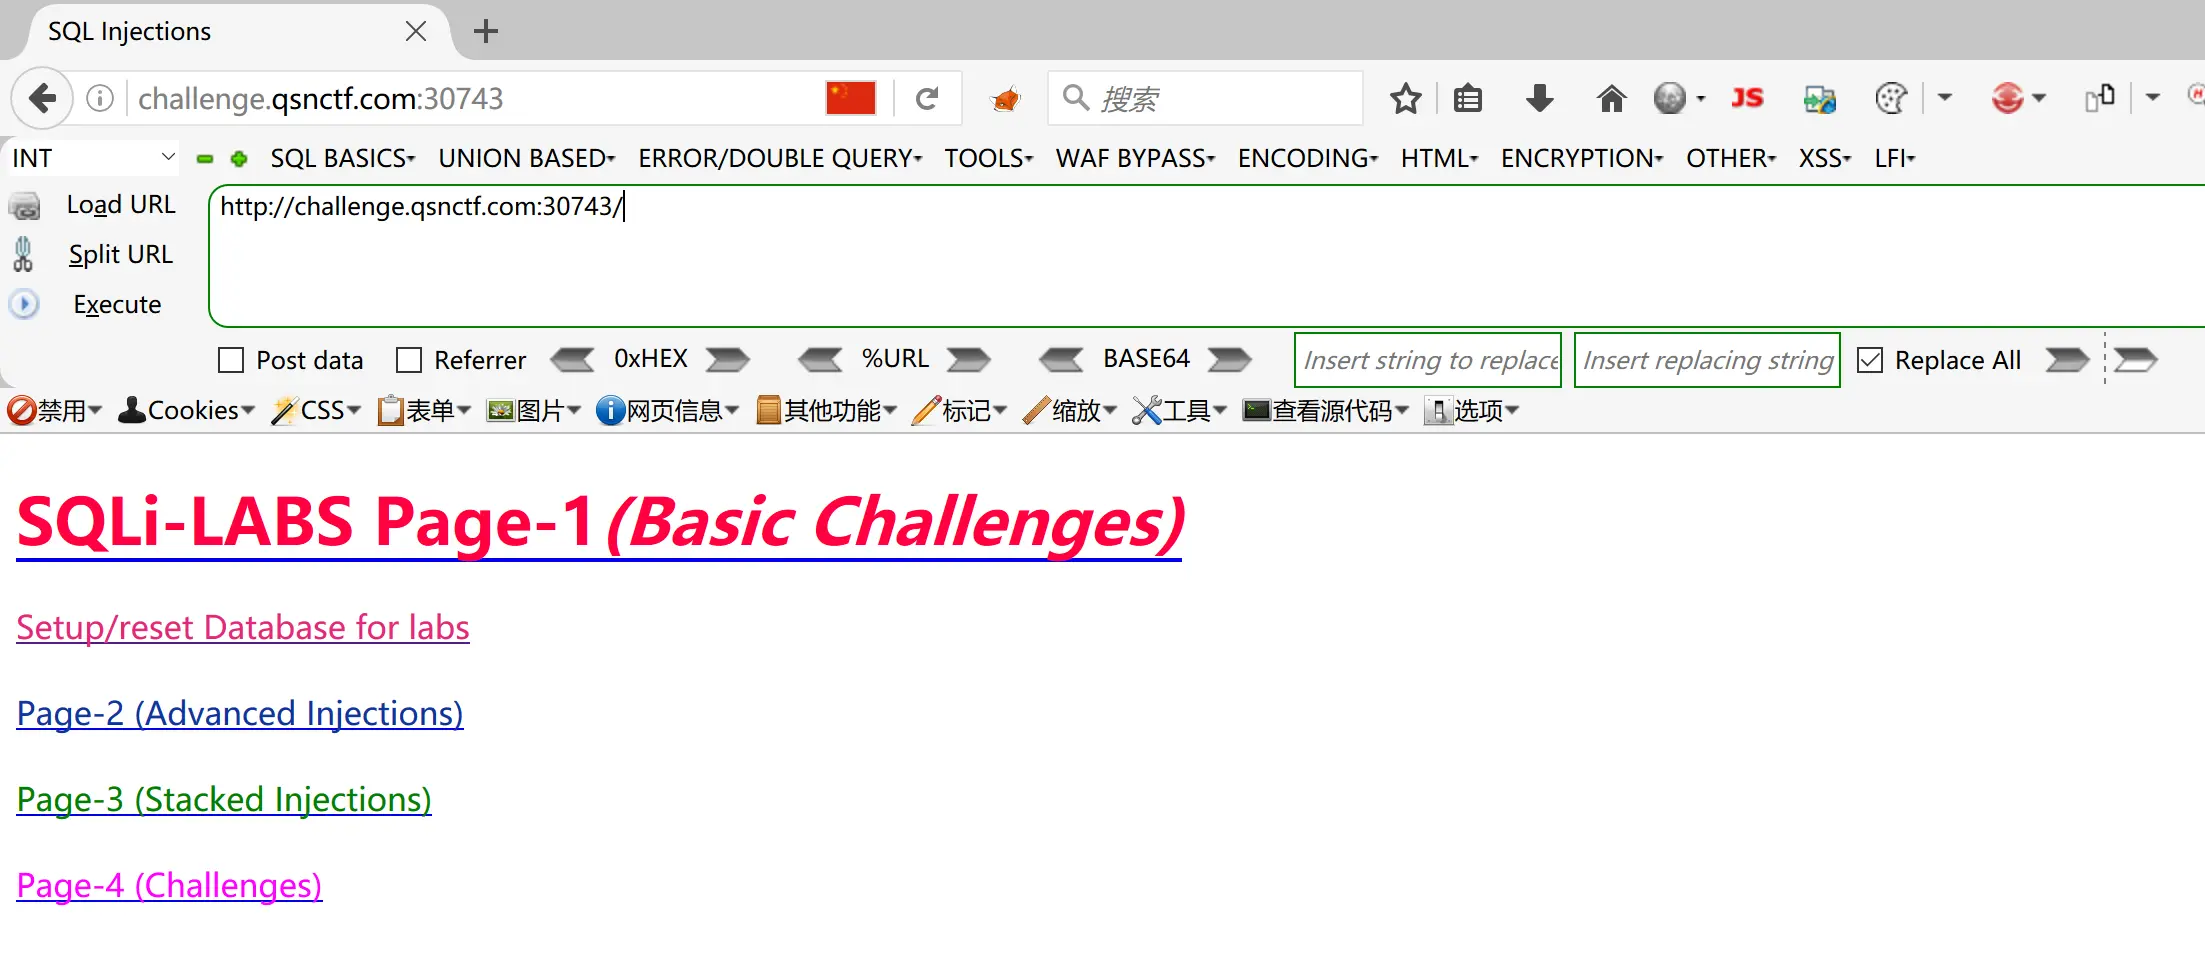 SQL Injections
challenge.qsnctf.com:30743
搜索
JS
INT
SQL BASICS UNION BASED ERROR/DOUBLE QUERY TOOLS WAF BYPASS ENCODING HTML ENCRYPTION OTHER XSS LFI
Load URL
http://challenge.qsnctf.com:30743/
Split URL
Execute
Post data Referrer 0xHEX %URL BASE64 Insert string to replace Insert replacing string Replace All
禁用 Cookies CSS 表单 图片 网页信息 其他功能 标记 缩放 工具 查看源代码 选项
SQLi-LABS Page-1(Basic Challenges)
Setup/reset Database for labs
Page-2 (Advanced Injections)
Page-3 (Stacked Injections)
Page-4 (Challenges)